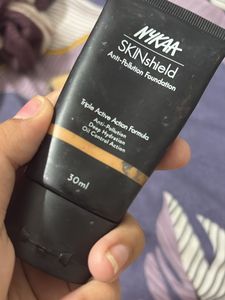 NYKAA
SKINshield
Anti-Pollution Foundation
Triple Active Action Formula
Anti-Pollution
Deep Hydration
Oil Control Action
30ml